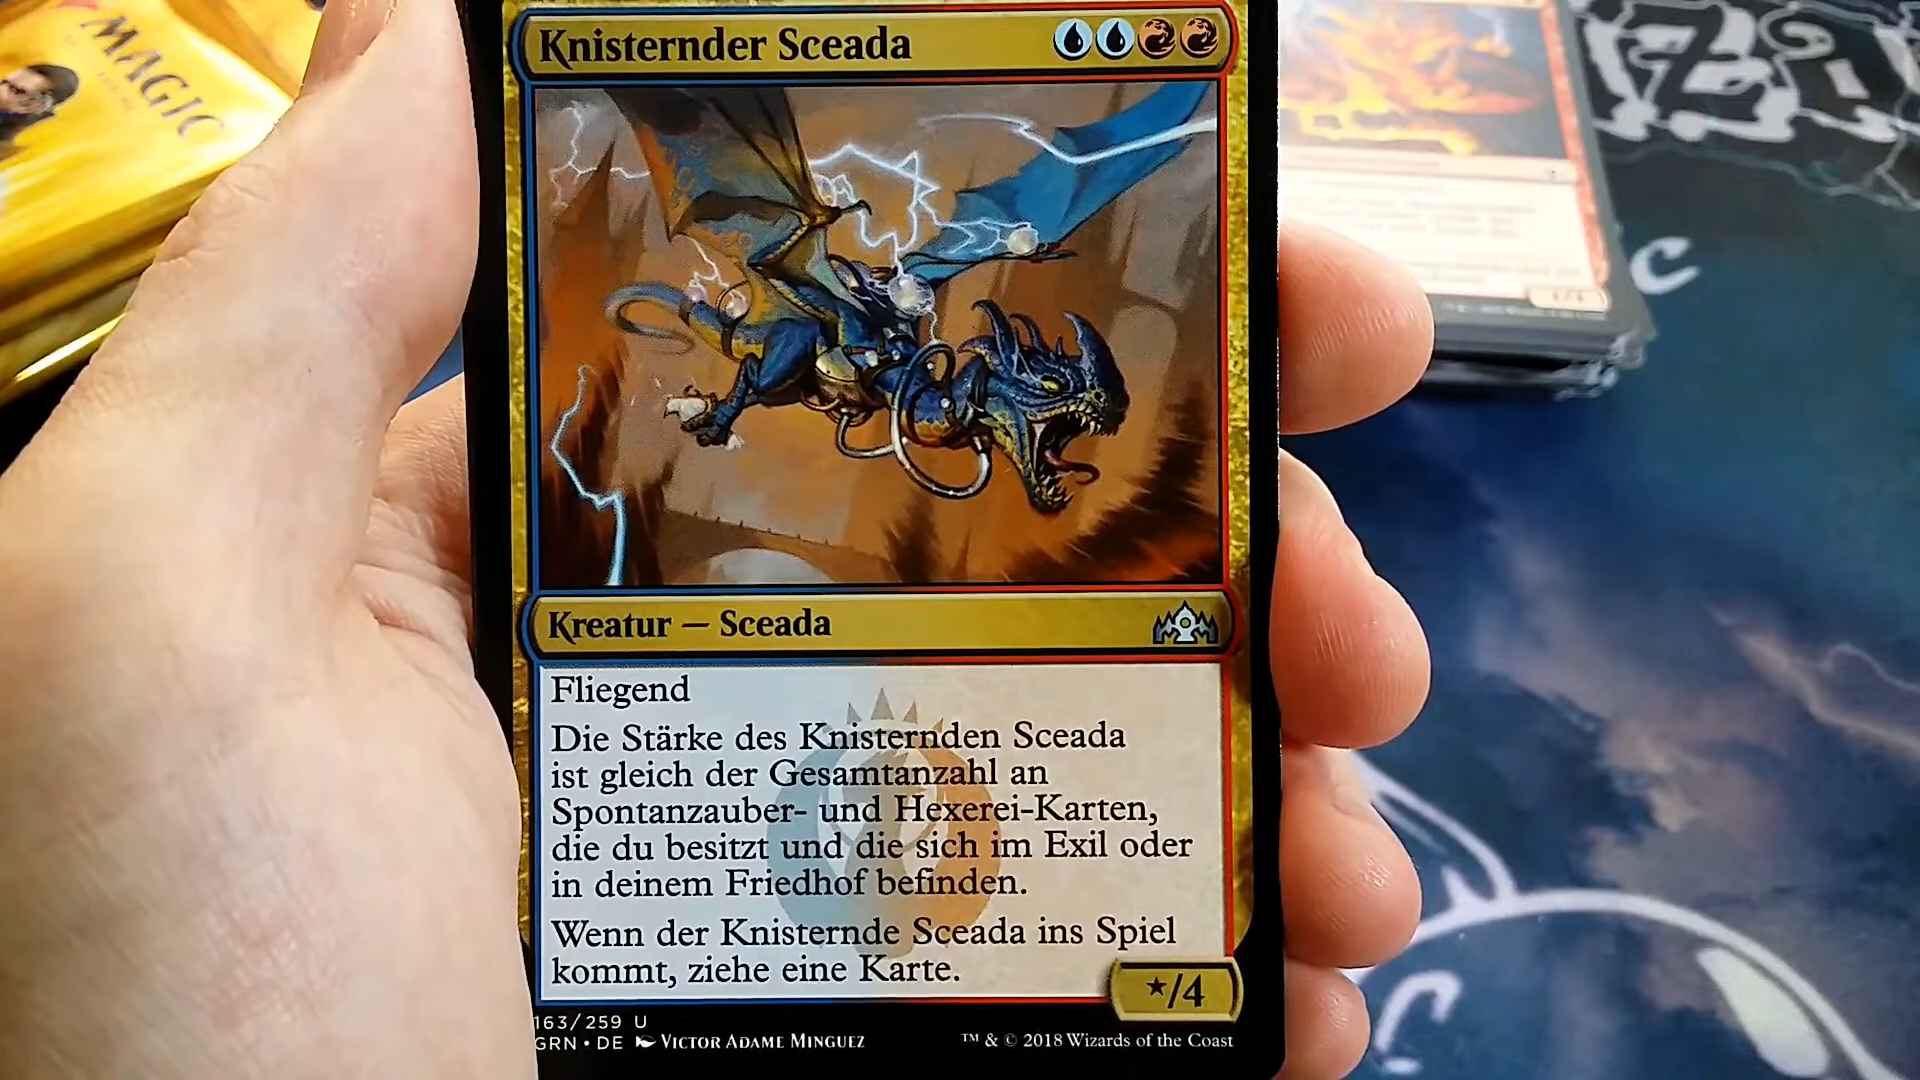 MAGIC
Knisternder Sceada
Kreatur — Sceada
Fliegend
Die Stärke des Knisternden Sceada
ist gleich der Gesamtanzahl an
Spontanzauber- und Hexerei-Karten,
die du besitzt und die sich im Exil oder
in deinem Friedhof befinden.
Wenn der Knisternde Sceada ins Spiel
kommt, ziehe eine Karte.
★/4
163/259 U
GRN • DE VICTOR ADAME MINGUEZ
™ & © 2018 Wizards of the Coast